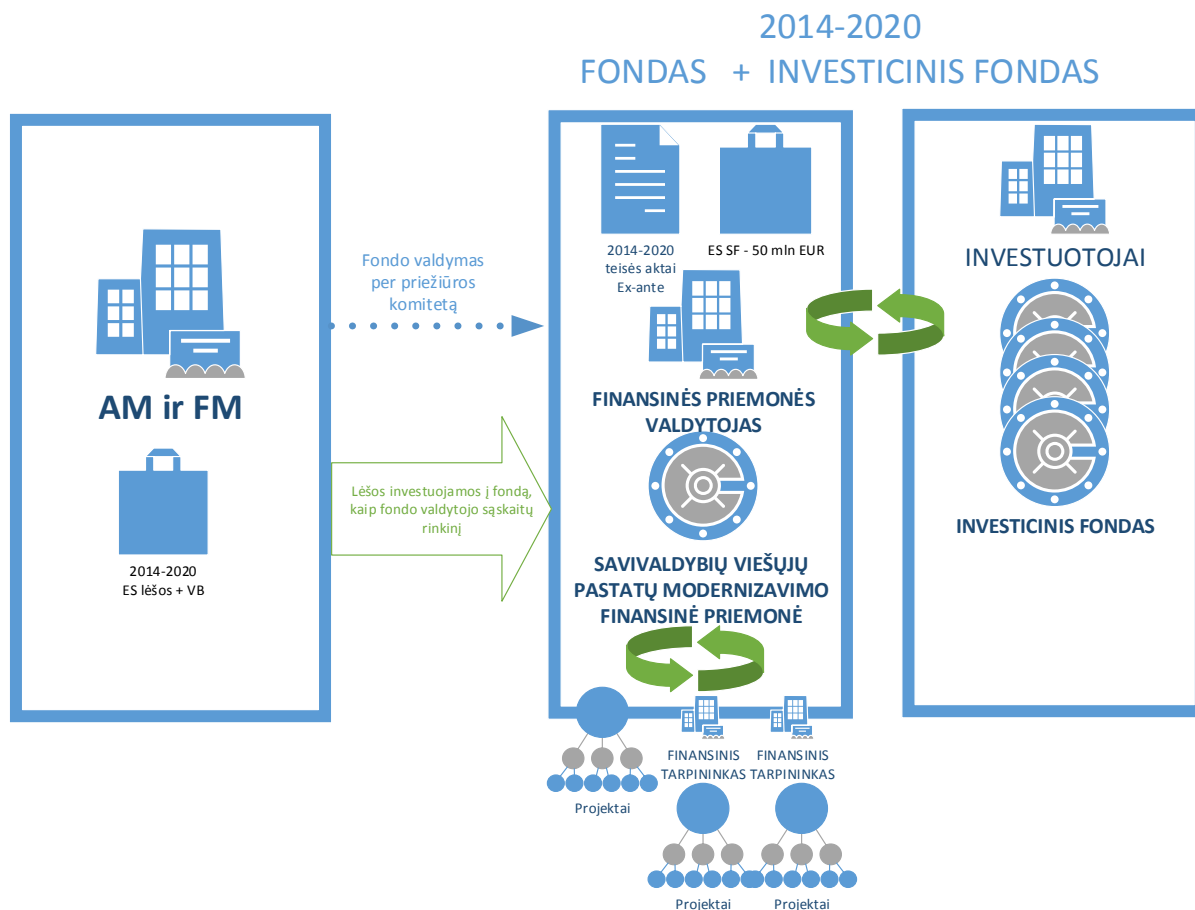 2014-2020
FONDAS + INVESTICINIS FONDAS
AM ir FM
2014-2020
ES lėšos + VB
Fondo valdymas
per priežiūros
komitetą
Lėšos investuojamos į fondą,
kaip fondo valdytojo sąskaitų
rinkinį
2014-2020
teisės aktai
Ex-ante
ES SF - 50 mln EUR
FINANSINĖS PRIEMONĖS
VALDYTOJAS
SAVIVALDYBIŲ VIEŠŲJŲ
PASTATŲ MODERNIZAVIMO
FINANSINĖ PRIEMONĖ
INVESTUOTOJAI
INVESTICINIS FONDAS
Projektai
FINANSINIS
TARPININKAS
Projektai
FINANSINIS
TARPININKAS
Projektai